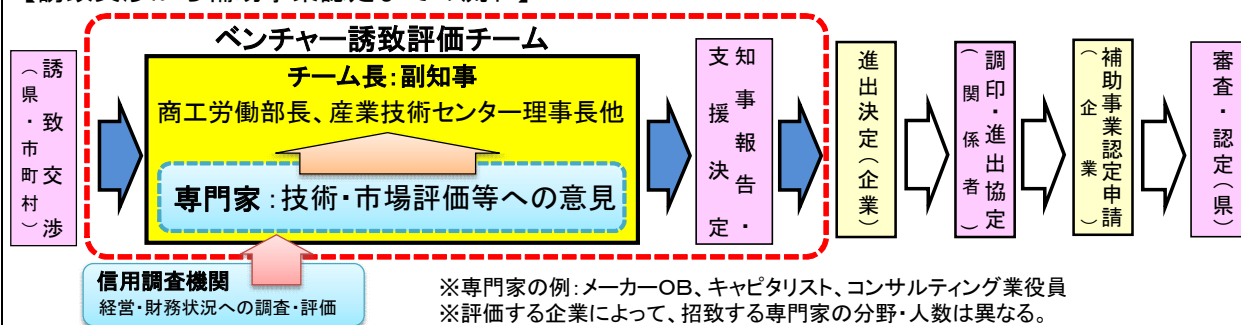 ベンチャー誘致評価チーム
誘致交渉
（県・市町村）
チーム長：副知事
商工労働部長、産業技術センター理事長他
専門家：技術・市場評価等への意見
知事報告・
支援決定
進出決定（企業）
調印・進出協定
（関係者）
補助事業認定申請
（企業）
審査・認定（県）
信用調査機関
経営・財務状況への調査・評価
※専門家の例：メーカーＯＢ、キャピタリスト、コンサルティング業役員
※評価する企業によって、招致する専門家の分野・人数は異なる。